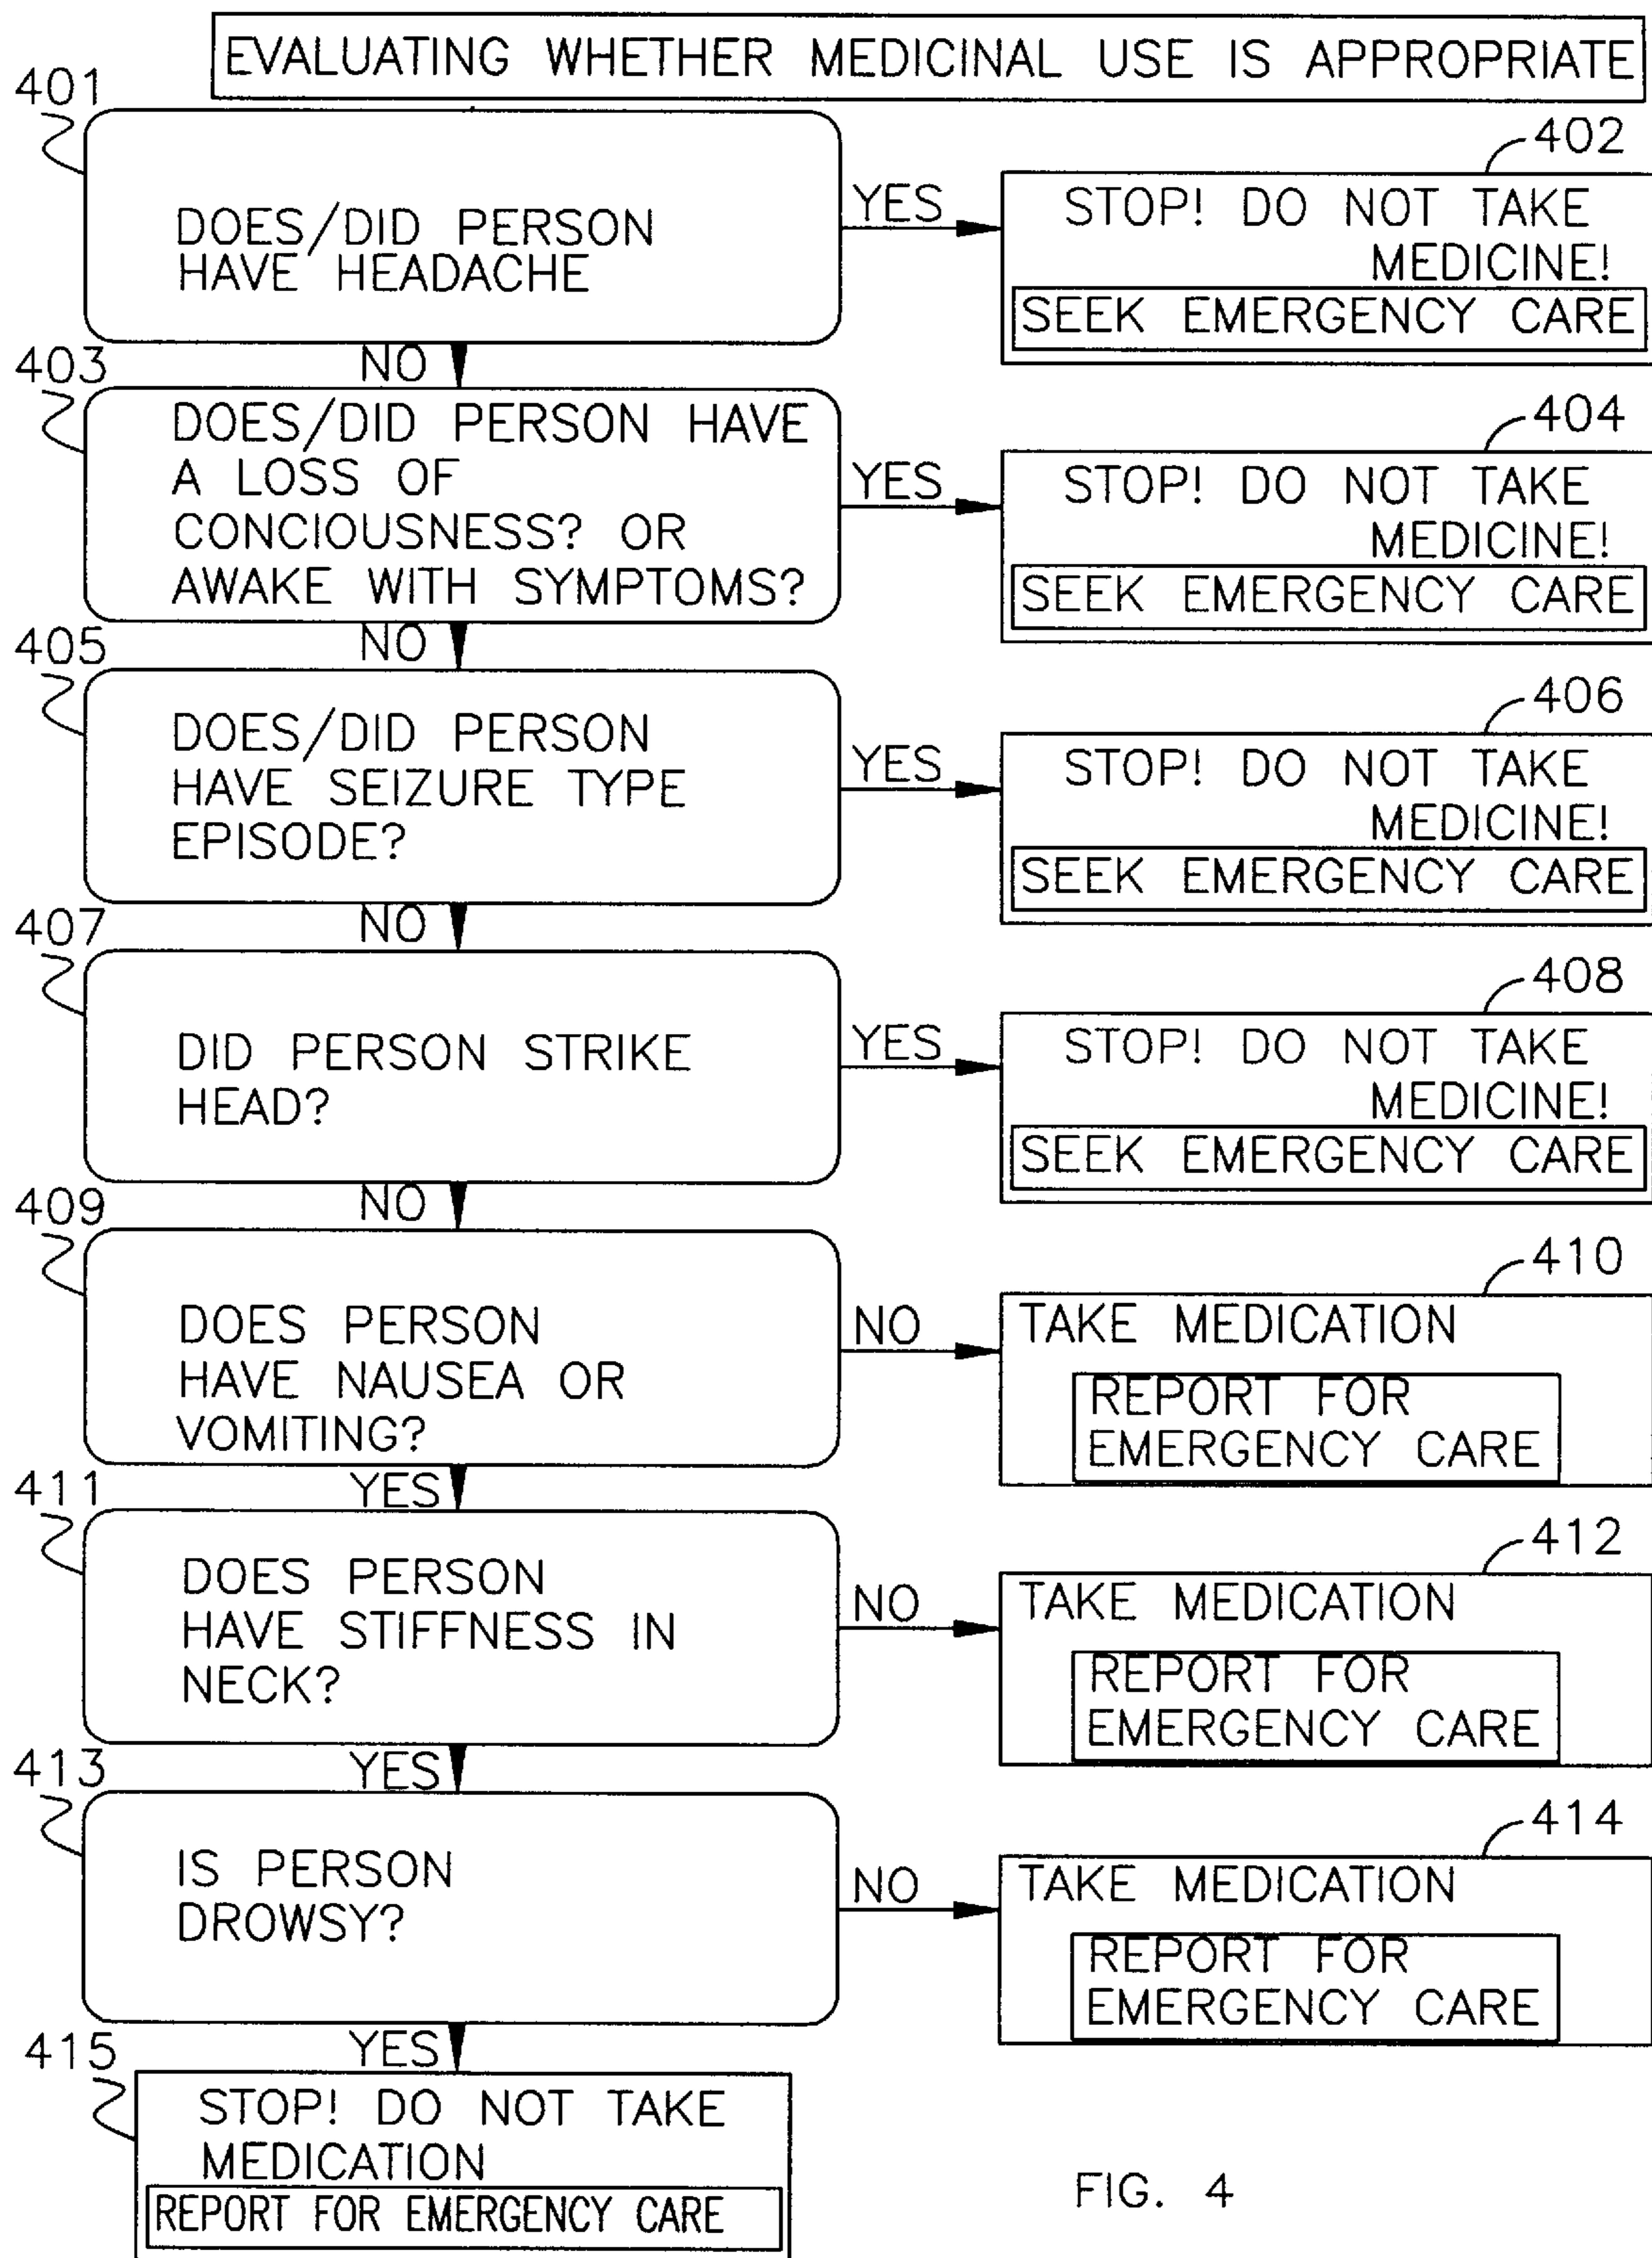 EVALUATING WHETHER MEDICINAL USE IS APPROPRIATE
401
DOES/DID PERSON
HAVE HEADACHE
YES
402
STOP! DO NOT TAKE
MEDICINE!
SEEK EMERGENCY CARE
NO
403
DOES/DID PERSON HAVE
A LOSS OF
CONCIOUSNESS? OR
AWAKE WITH SYMPTOMS?
YES
404
STOP! DO NOT TAKE
MEDICINE!
SEEK EMERGENCY CARE
NO
405
DOES/DID PERSON
HAVE SEIZURE TYPE
EPISODE?
YES
406
STOP! DO NOT TAKE
MEDICINE!
SEEK EMERGENCY CARE
NO
407
DID PERSON STRIKE
HEAD?
YES
408
STOP! DO NOT TAKE
MEDICINE!
SEEK EMERGENCY CARE
NO
409
DOES PERSON
HAVE NAUSEA OR
VOMITING?
NO
410
TAKE MEDICATION
REPORT FOR
EMERGENCY CARE
YES
411
DOES PERSON
HAVE STIFFNESS IN
NECK?
NO
412
TAKE MEDICATION
REPORT FOR
EMERGENCY CARE
YES
413
IS PERSON
DROWSY?
NO
414
TAKE MEDICATION
REPORT FOR
EMERGENCY CARE
YES
415
STOP! DO NOT TAKE
MEDICATION
REPORT FOR EMERGENCY CARE
FIG. 4